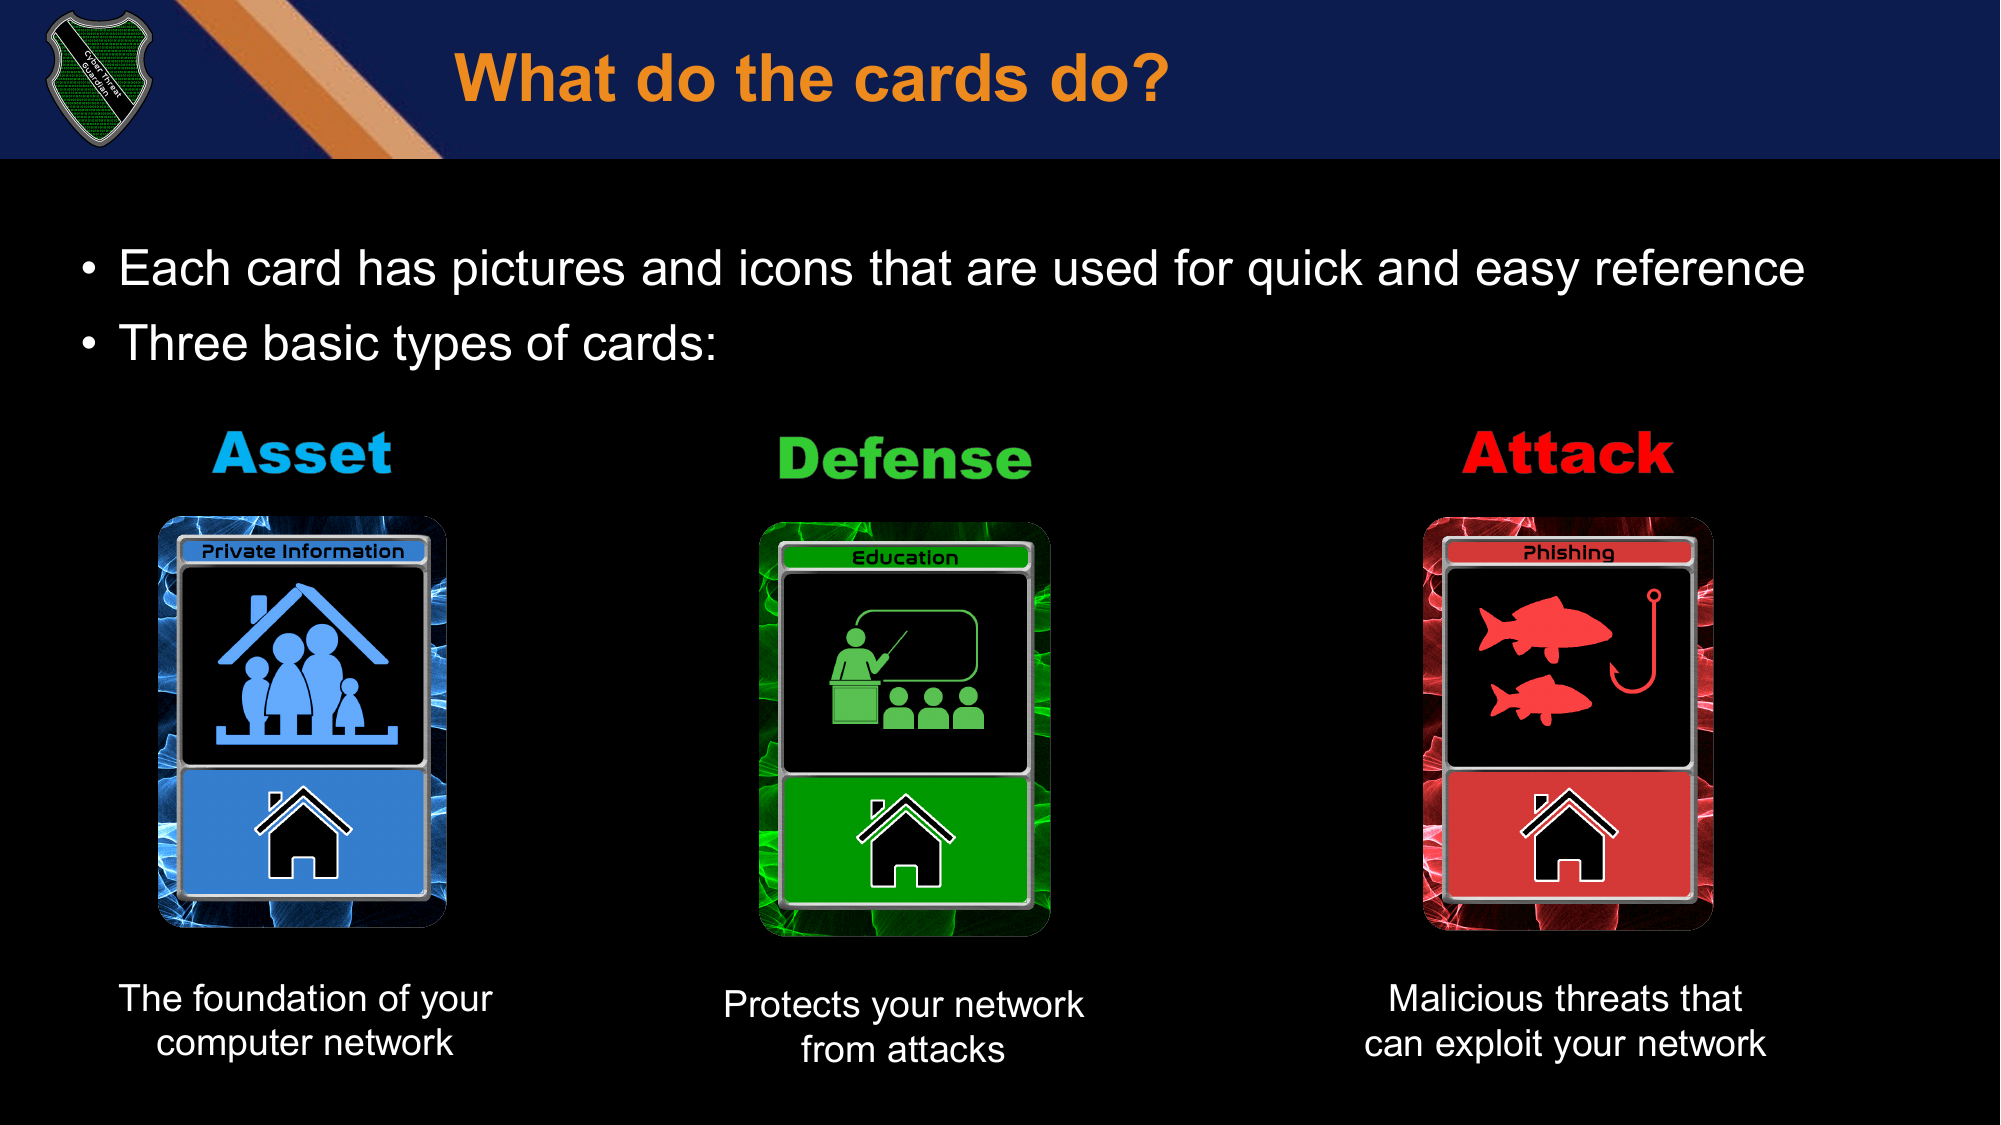 Cyber Threat
Guardian
What do the cards do?
• Each card has pictures and icons that are used for quick and easy reference
• Three basic types of cards:
Asset
Defense
Attack
Private Information
Education
Phishing
The foundation of your
computer network
Protects your network
from attacks
Malicious threats that
can exploit your network